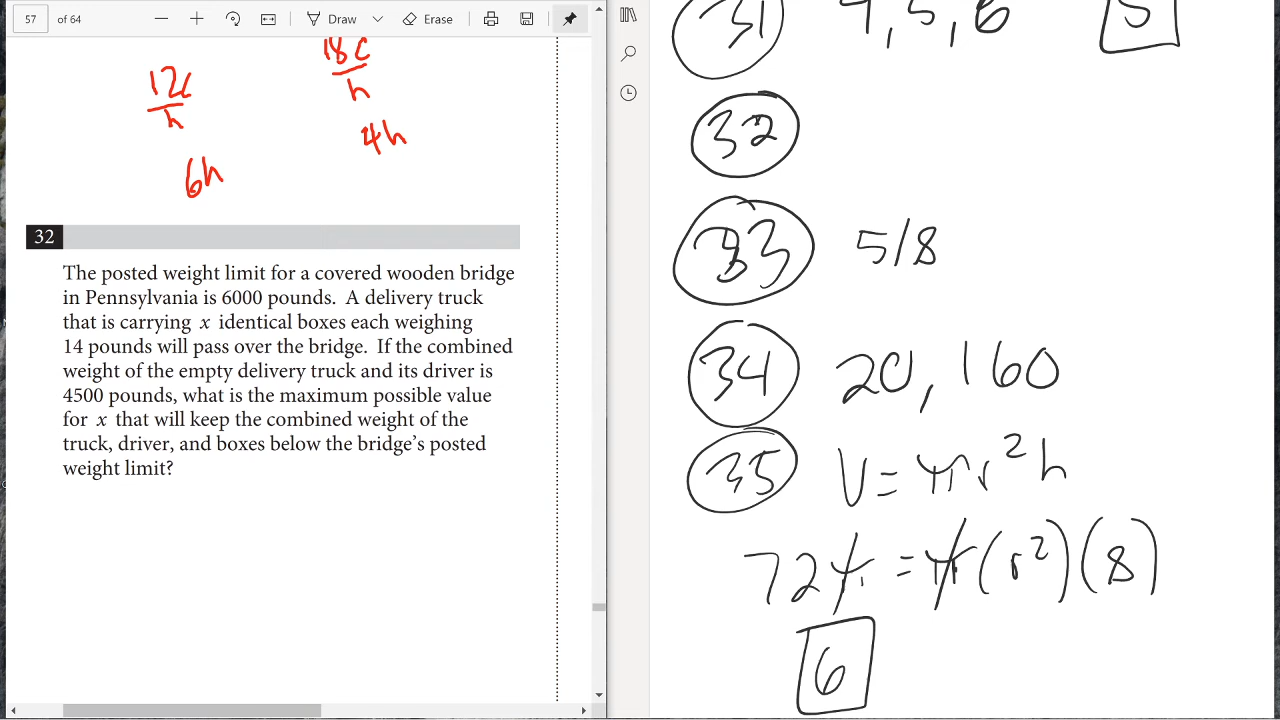 57 of 64 Draw Erase
12c
h
6h
18c
h
4h
32
The posted weight limit for a covered wooden bridge
in Pennsylvania is 6000 pounds. A delivery truck
that is carrying x identical boxes each weighing
14 pounds will pass over the bridge. If the combined
weight of the empty delivery truck and its driver is
4500 pounds, what is the maximum possible value
for x that will keep the combined weight of the
truck, driver, and boxes below the bridge’s posted
weight limit?
31 4, 5, 6
32
33 5/8
34 20, 160
35 V = πr²h
72π = π(r²)(8)
6